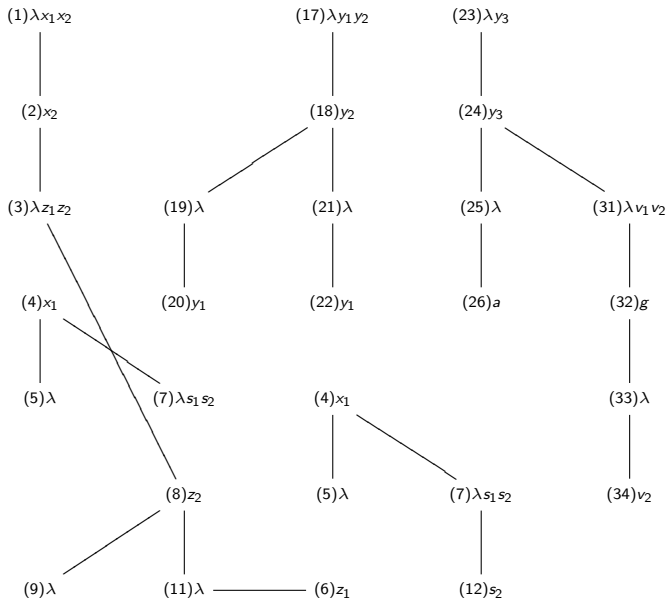 (1)λx₁x₂ (17)λy₁y₂ (23)λy₃
(2)x₂ (18)y₂ (24)y₃
(3)λz₁z₂ (19)λ (21)λ (25)λ (31)λv₁v₂
(4)x₁ (20)y₁ (22)y₁ (26)a (32)g
(5)λ (7)λs₁s₂ (4)x₁ (33)λ
(8)z₂ (5)λ (7)λs₁s₂ (34)v₂
(9)λ (11)λ (6)z₁ (12)s₂